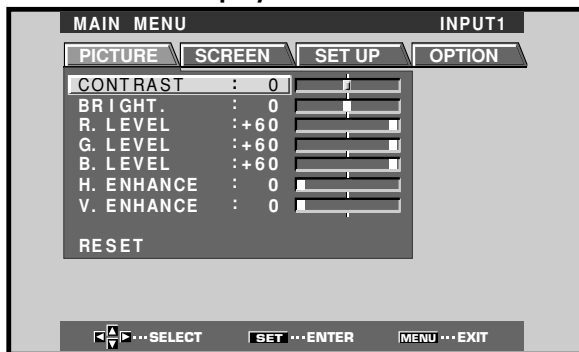 MAIN MENU INPUT1
PICTURE SCREEN SET UP OPTION
CONTRAST : 0
BRIGHT. : 0
R. LEVEL :+60
G. LEVEL :+60
B. LEVEL :+60
H. ENHANCE : 0
V. ENHANCE : 0
RESET
···SELECT SET ···ENTER MENU ···EXIT